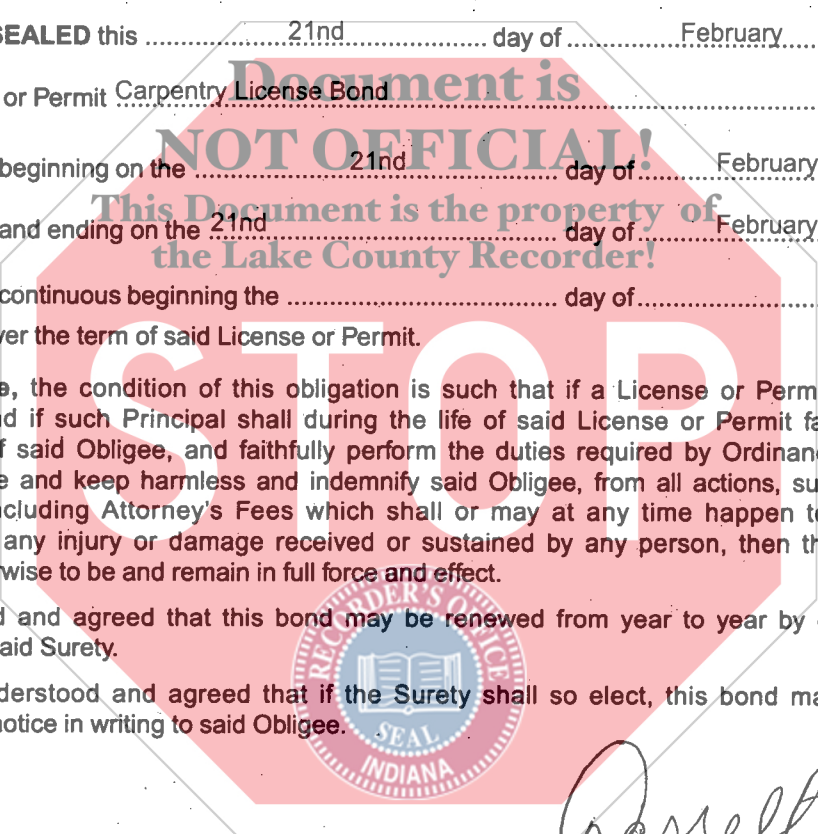 SEALED this 21nd day of February
Document is
or Permit Carpentry License Bond
NOT OFFICIAL!
beginning on the 21nd day of February
This Document is the property of
and ending on the 21nd day of February
the Lake County Recorder!
continuous beginning the day of
ver the term of said License or Permit.
STOP
e, the condition of this obligation is such that if a License or Perm
nd if such Principal shall during the life of said License or Permit fa
f said Obligee, and faithfully perform the duties required by Ordinan
e and keep harmless and indemnify said Obligee, from all actions, su
cluding Attorney's Fees which shall or may at any time happen t
any injury or damage received or sustained by any person, then th
wise to be and remain in full force and effect.
d and agreed that this bond may be renewed from year to year by
aid Surety.
derstood and agreed that if the Surety shall so elect, this bond ma
notice in writing to said Obligee.
RECORDER'S OFFICE
SEAL
INDIANA